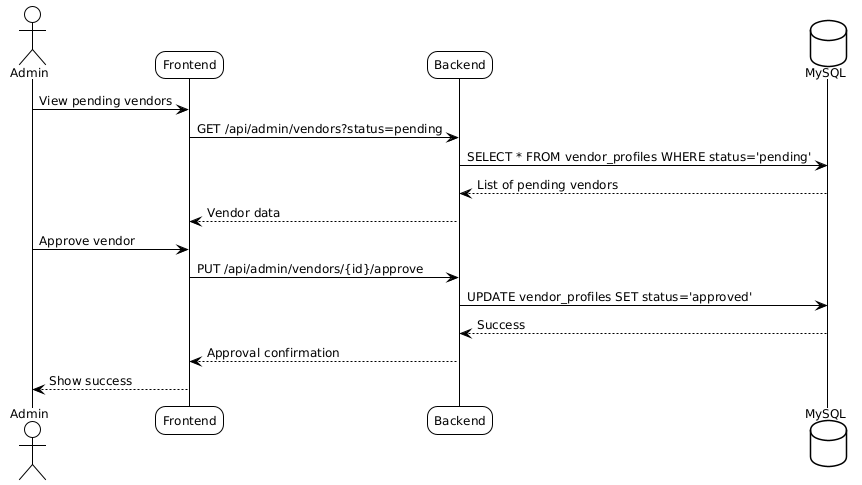 Admin
Frontend
Backend
MySQL
View pending vendors
GET /api/admin/vendors?status=pending
SELECT * FROM vendor_profiles WHERE status='pending'
List of pending vendors
Vendor data
Approve vendor
PUT /api/admin/vendors/{id}/approve
UPDATE vendor_profiles SET status='approved'
Success
Approval confirmation
Show success
Admin
Frontend
Backend
MySQL